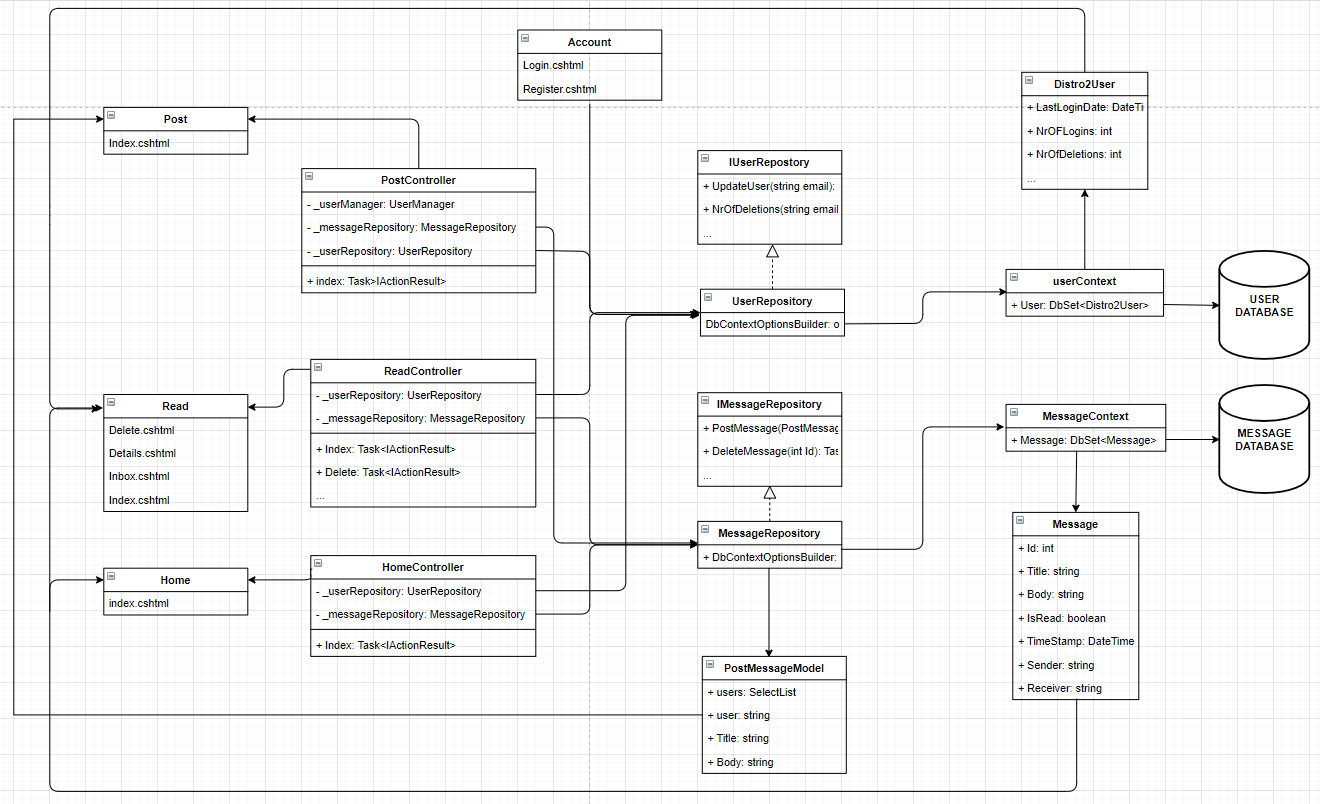 Account
Login.cshtml
Register.cshtml
Distro2User
+ LastLoginDate: DateTi
+ NrOFLogins: int
+ NrOfDeletions: int
...
Post
Index.cshtml
PostController
- _userManager: UserManager
- _messageRepository: MessageRepository
- _userRepository: UserRepository
+ index: Task>IActionResult>
IUserRepostory
+ UpdateUser(string email):
+ NrOfDeletions(string email
...
UserRepository
DbContextOptionsBuilder: o
userContext
+ User: DbSet<Distro2User>
USER
DATABASE
ReadController
- _userRepository: UserRepository
- _messageRepository: MessageRepository
+ Index: Task<IActionResult>
+ Delete: Task<IActionResult>
...
Read
Delete.cshtml
Details.cshtml
Inbox.cshtml
Index.cshtml
IMessageRepository
+ PostMessage(PostMessag
+ DeleteMessage(int Id): Tas
...
MessageContext
+ Message: DbSet<Message>
MESSAGE
DATABASE
MessageRepository
+ DbContextOptionsBuilder:
Message
+ Id: int
+ Title: string
+ Body: string
+ IsRead: boolean
+ TimeStamp: DateTime
+ Sender: string
+ Receiver: string
Home
index.cshtml
HomeController
- _userRepository: UserRepository
- _messageRepository: MessageRepository
+ Index: Task<IActionResult>
PostMessageModel
+ users: SelectList
+ user: string
+ Title: string
+ Body: string